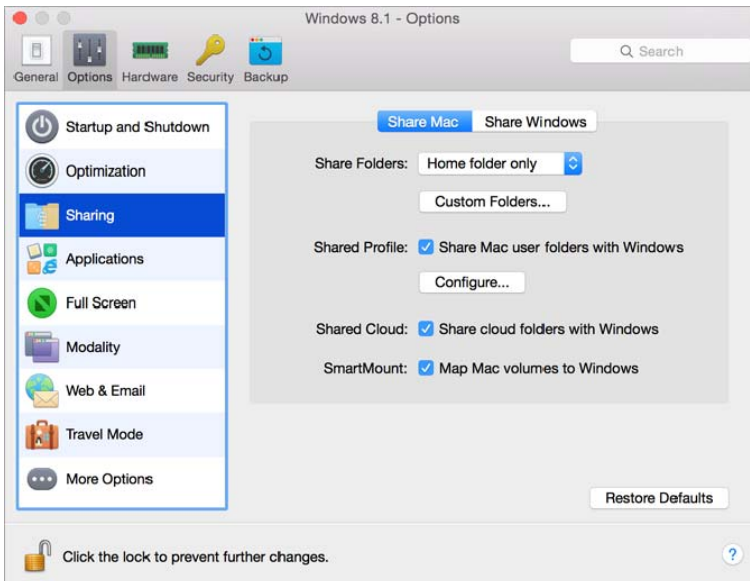 Windows 8.1 - Options
General Options Hardware Security Backup
Search
Startup and Shutdown
Optimization
Sharing
Applications
Full Screen
Modality
Web & Email
Travel Mode
More Options
Share Mac Share Windows
Share Folders: Home folder only
Custom Folders...
Shared Profile: Share Mac user folders with Windows
Configure...
Shared Cloud: Share cloud folders with Windows
SmartMount: Map Mac volumes to Windows
Restore Defaults
Click the lock to prevent further changes.
?